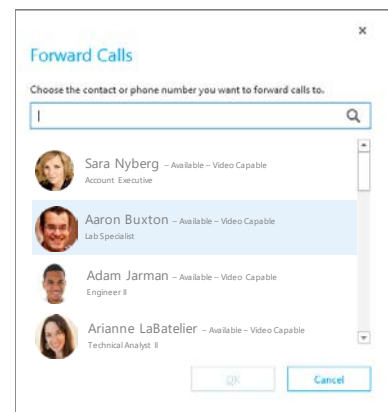 Forward Calls
Choose the contact or phone number you want to forward calls to.
Sara Nyberg – Available – Video Capable
Account Executive
Aaron Buxton – Available – Video Capable
Lab Specialist
Adam Jarman – Available – Video Capable
Engineer II
Arianne LaBatelier – Available – Video Capable
Technical Analyst II
OK Cancel